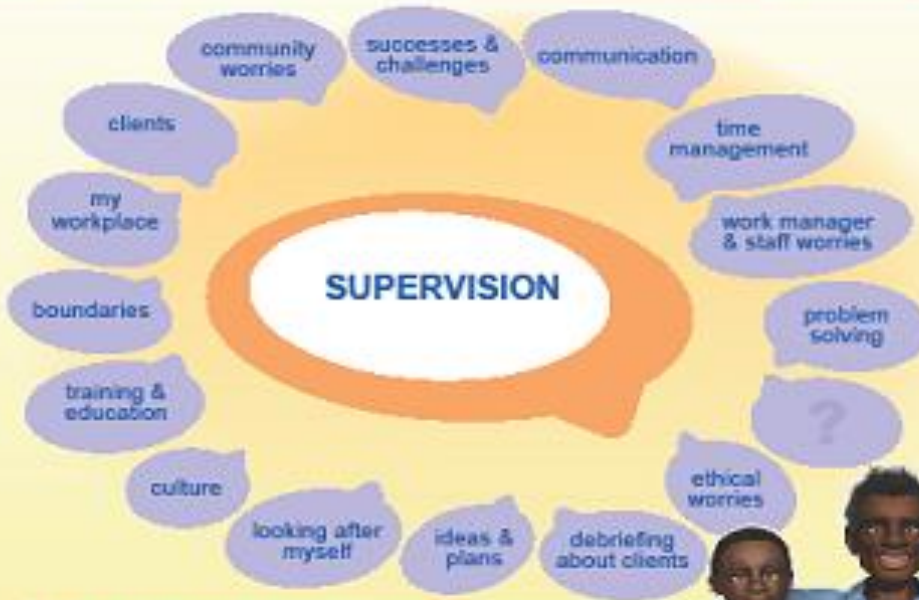 community
worries
successes &
challenges
communication
clients
time
management
my
workplace
work manager
& staff worries
SUPERVISION
boundaries
problem
solving
training &
education
?
culture
ethical
worries
looking after
myself
ideas &
plans
debriefing
about clients